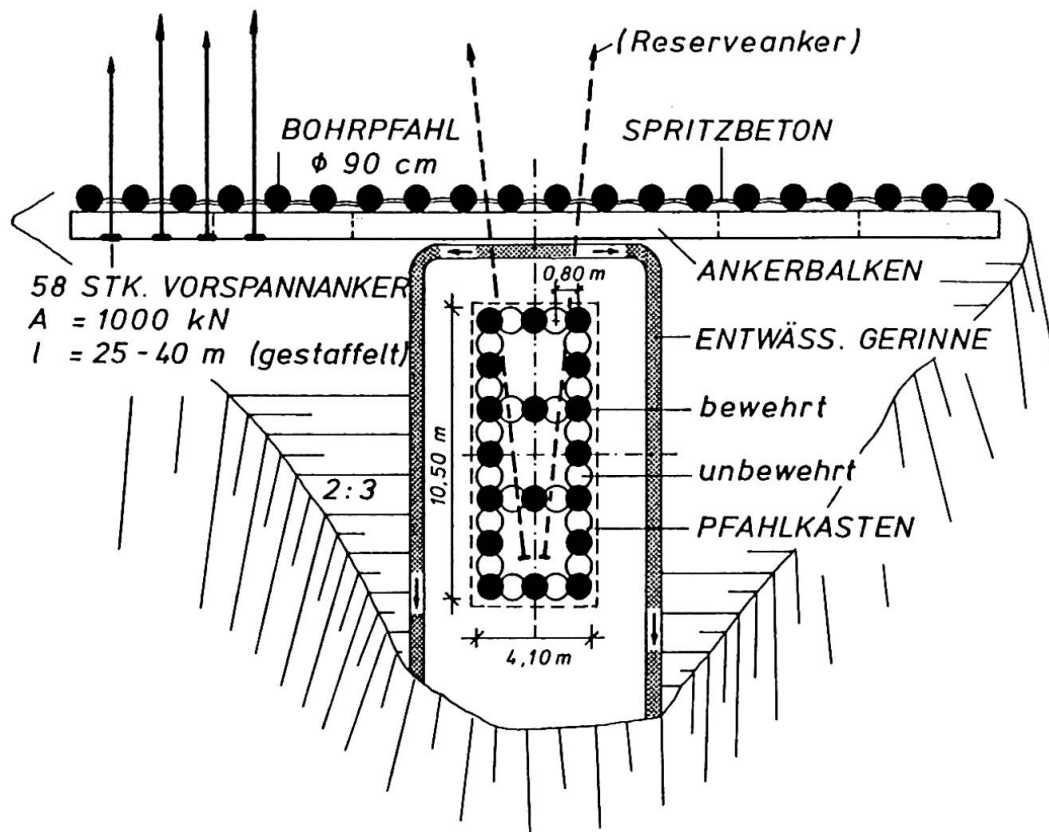 (Reserveanker)
BOHRPFAHL
ϕ 90 cm
SPRITZBETON
0,80 m
ANKERBALKEN
58 STK. VORSPANNANKER
A = 1000 kN
l = 25 - 40 m (gestaffelt)
ENTWÄSS. GERINNE
bewehrt
10,50 m
unbewehrt
2:3
PFAHLKASTEN
4,10 m